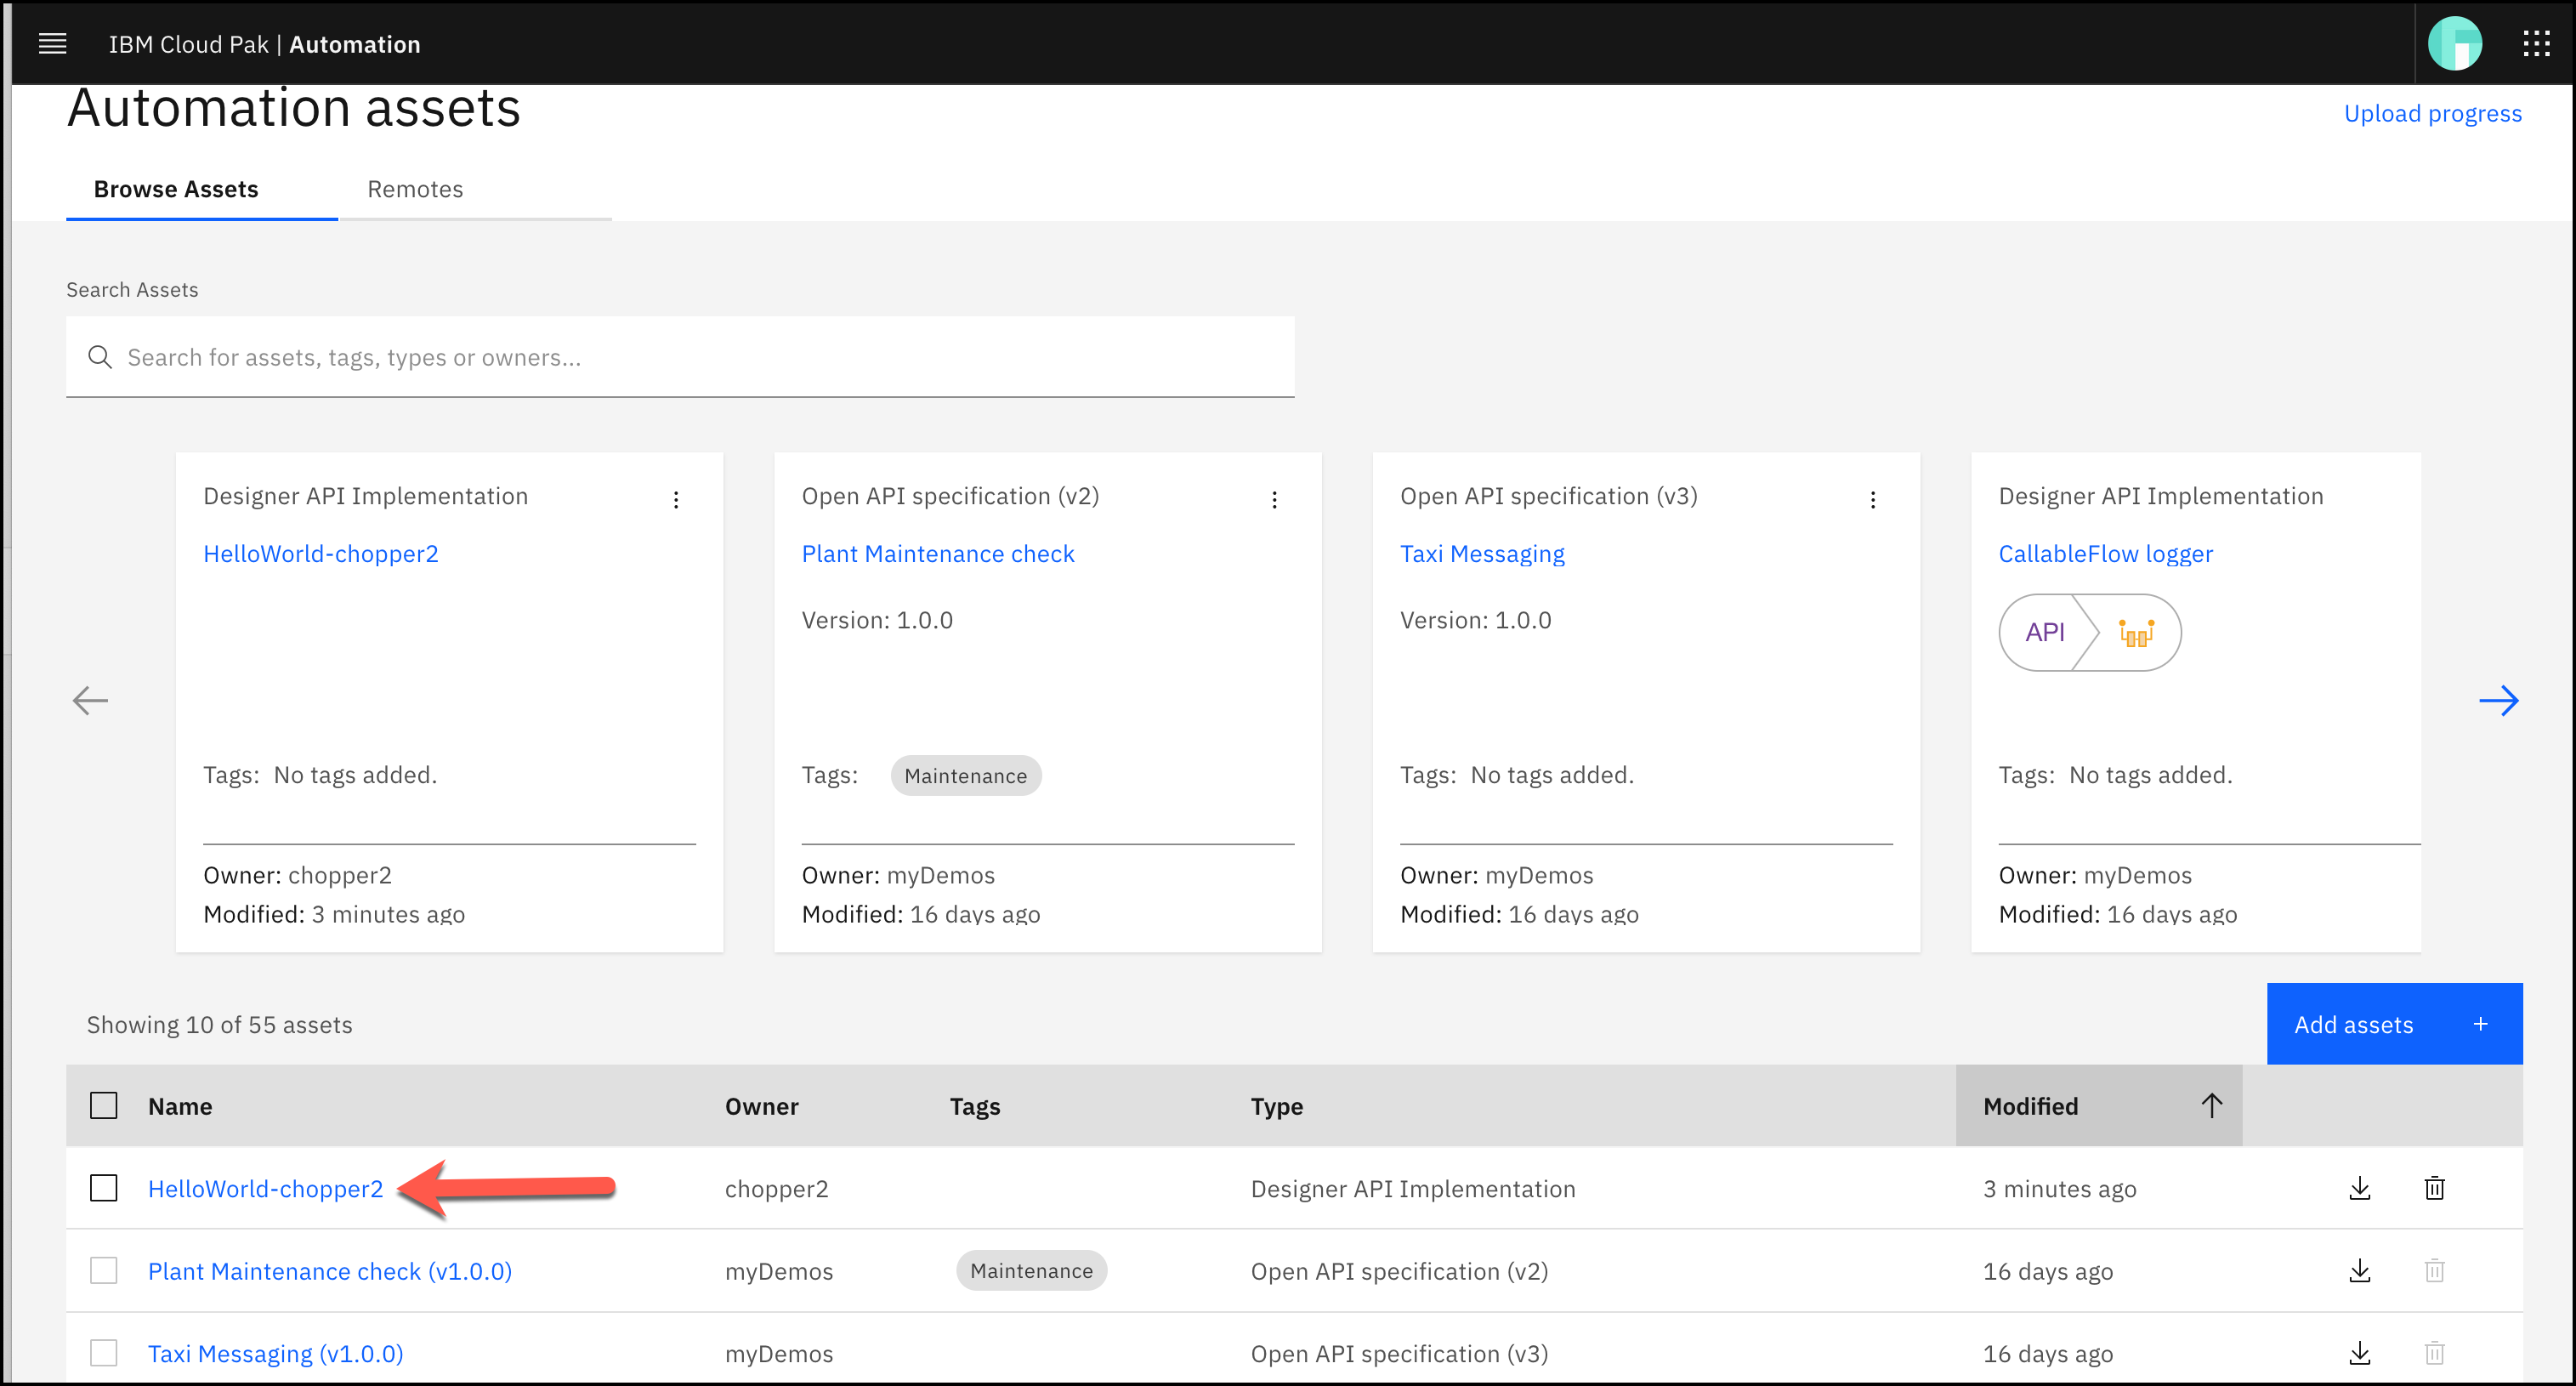 IBM Cloud Pak | Automation
Automation assets
Upload progress
Browse Assets
Remotes
Search Assets
Search for assets, tags, types or owners...
Designer API Implementation
HelloWorld-chopper2
Tags: No tags added.
Owner: chopper2
Modified: 3 minutes ago
Open API specification (v2)
Plant Maintenance check
Version: 1.0.0
Tags: Maintenance
Owner: myDemos
Modified: 16 days ago
Open API specification (v3)
Taxi Messaging
Version: 1.0.0
Tags: No tags added.
Owner: myDemos
Modified: 16 days ago
Designer API Implementation
CallableFlow logger
API
Tags: No tags added.
Owner: myDemos
Modified: 16 days ago
Showing 10 of 55 assets
Add assets +
Name Owner Tags Type Modified
HelloWorld-chopper2 chopper2 Designer API Implementation 3 minutes ago
Plant Maintenance check (v1.0.0) myDemos Maintenance Open API specification (v2) 16 days ago
Taxi Messaging (v1.0.0) myDemos Open API specification (v3) 16 days ago